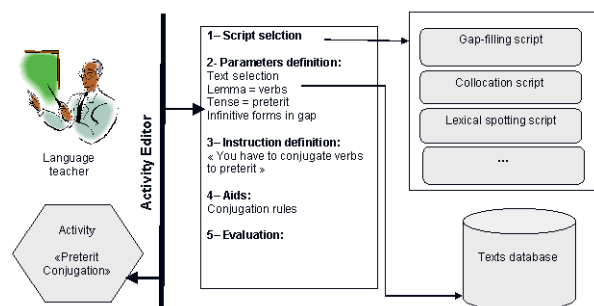 Language
teacher
Activity
«Preterit
Conjugation»
Activity Editor
1– Script selction
2- Parameters definition:
Text selection
Lemma = verbs
Tense = preterit
Infinitive forms in gap
3– Instruction definition:
« You have to conjugate verbs
to preterit »
4– Aids:
Conjugation rules
5– Evaluation:
Gap-filling script
Collocation script
Lexical spotting script
...
Texts database